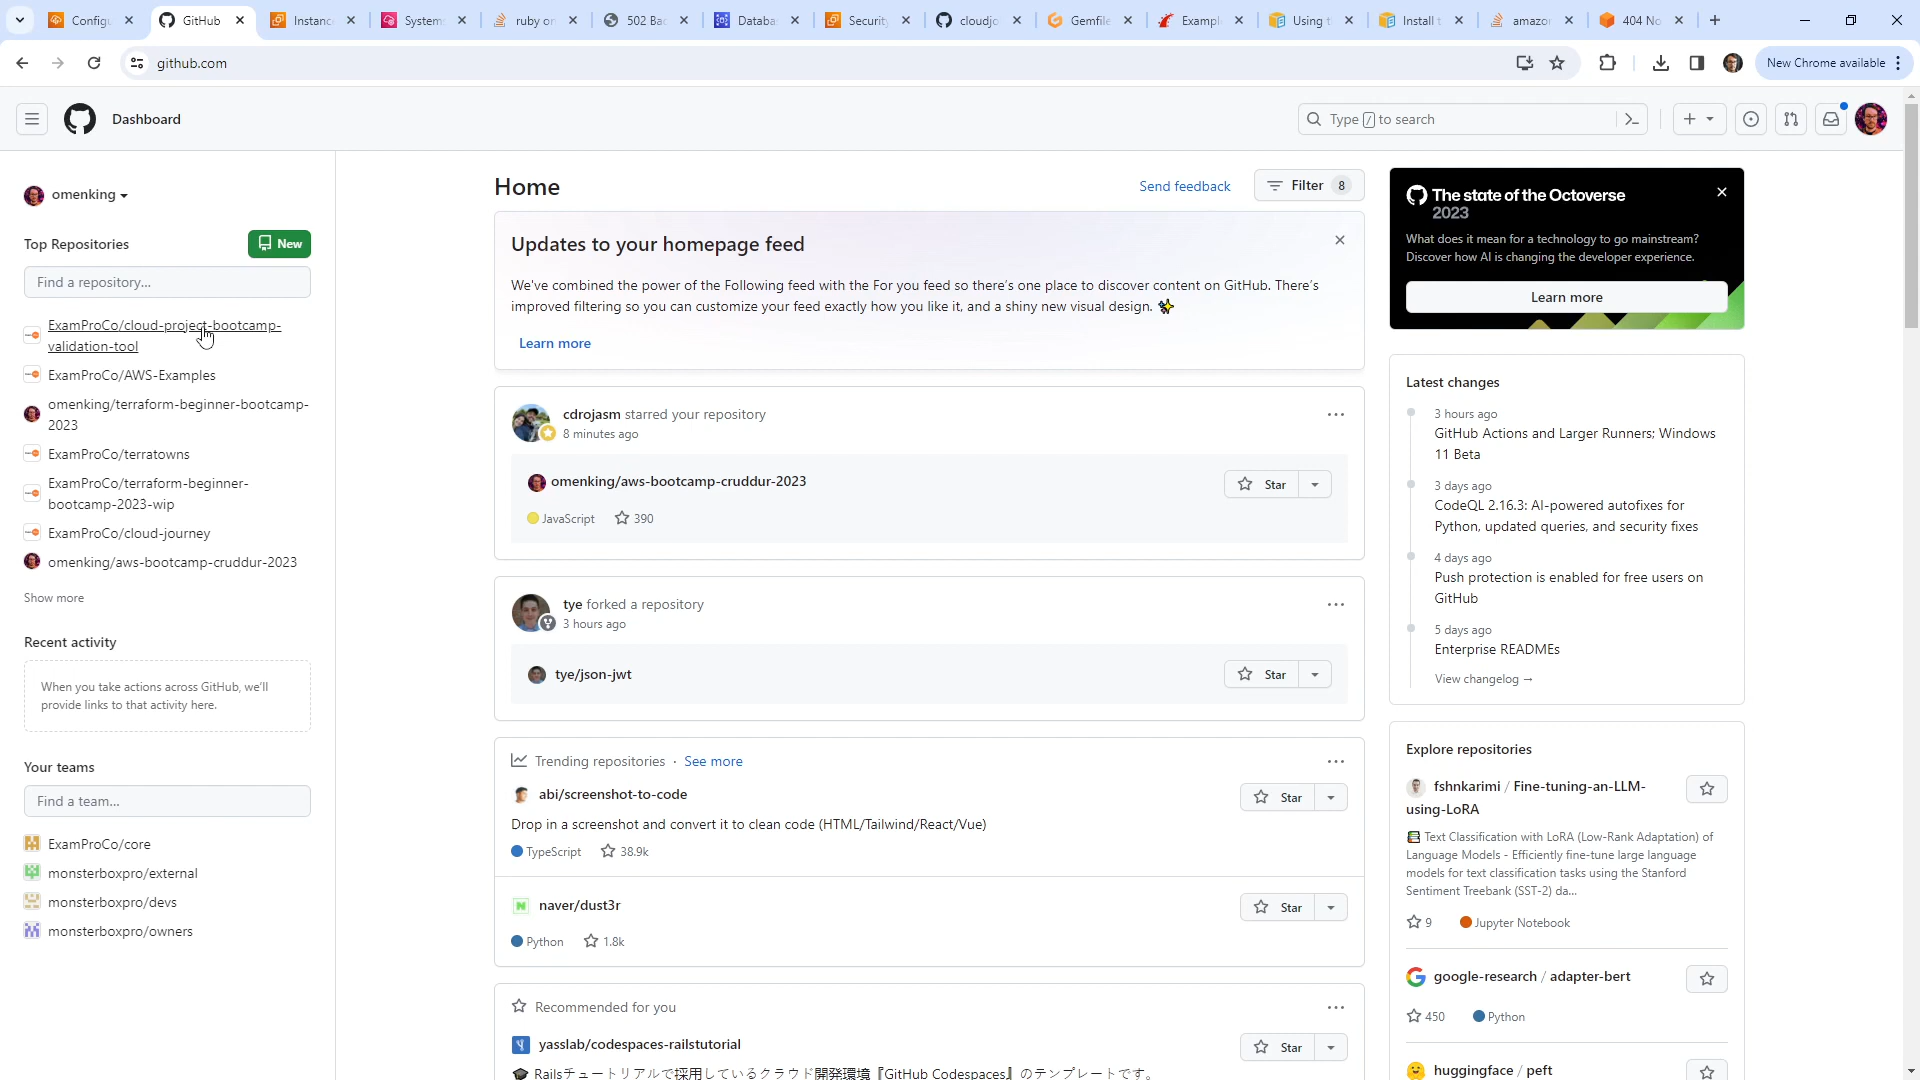 Configu
GitHub
Instanc
System
ruby on
502 Bac
Databa
Security
cloudjo
Gemfile
Exampl
Using t
Install t
amazon
404 No
github.com
New Chrome available
Dashboard
Type / to search
omenking
Top Repositories
New
Find a repository...
ExamProCo/cloud-project-bootcamp-
validation-tool
ExamProCo/AWS-Examples
omenking/terraform-beginner-bootcamp-
2023
ExamProCo/terratowns
ExamProCo/terraform-beginner-
bootcamp-2023-wip
ExamProCo/cloud-journey
omenking/aws-bootcamp-cruddur-2023
Show more
Recent activity
When you take actions across GitHub, we'll
provide links to that activity here.
Your teams
Find a team...
ExamProCo/core
monsterboxpro/external
monsterboxpro/devs
monsterboxpro/owners
Home
Send feedback
Filter 8
Updates to your homepage feed
We've combined the power of the Following feed with the For you feed so there's one place to discover content on GitHub. There's
improved filtering so you can customize your feed exactly how you like it, and a shiny new visual design. ✨
Learn more
cdrojasm starred your repository
8 minutes ago
omenking/aws-bootcamp-cruddur-2023
Star
JavaScript 390
tye forked a repository
3 hours ago
tye/json-jwt
Star
Trending repositories · See more
abi/screenshot-to-code
Star
Drop in a screenshot and convert it to clean code (HTML/Tailwind/React/Vue)
TypeScript 38.9k
naver/dust3r
Star
Python 1.8k
Recommended for you
yasslab/codespaces-railstutorial
Star
🎓 Railsチュートリアルで採用しているクラウド開発環境『GitHub Codespaces』のテンプレートです。
The state of the Octoverse
2023
What does it mean for a technology to go mainstream?
Discover how AI is changing the developer experience.
Learn more
Latest changes
3 hours ago
GitHub Actions and Larger Runners; Windows
11 Beta
3 days ago
CodeQL 2.16.3: AI-powered autofixes for
Python, updated queries, and security fixes
4 days ago
Push protection is enabled for free users on
GitHub
5 days ago
Enterprise READMEs
View changelog →
Explore repositories
fshnkarimi / Fine-tuning-an-LLM-
using-LoRA
📚 Text Classification with LoRA (Low-Rank Adaptation) of
Language Models - Efficiently fine-tune large language
models for text classification tasks using the Stanford
Sentiment Treebank (SST-2) da...
9 Jupyter Notebook
google-research / adapter-bert
450 Python
huggingface / peft